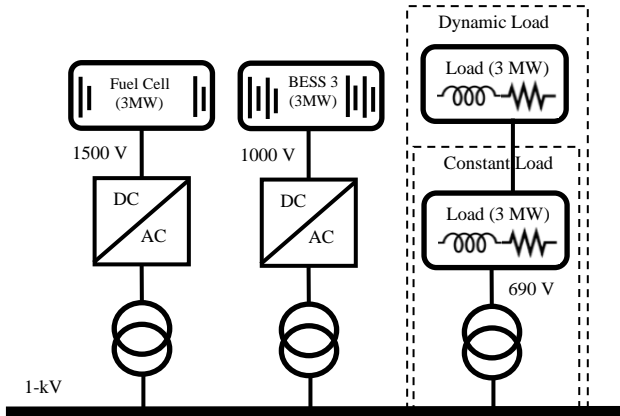 Dynamic Load
Fuel Cell
(3MW)
BESS 3
(3MW)
Load (3 MW)
1500 V
1000 V
Constant Load
DC
AC
DC
AC
Load (3 MW)
690 V
1-kV